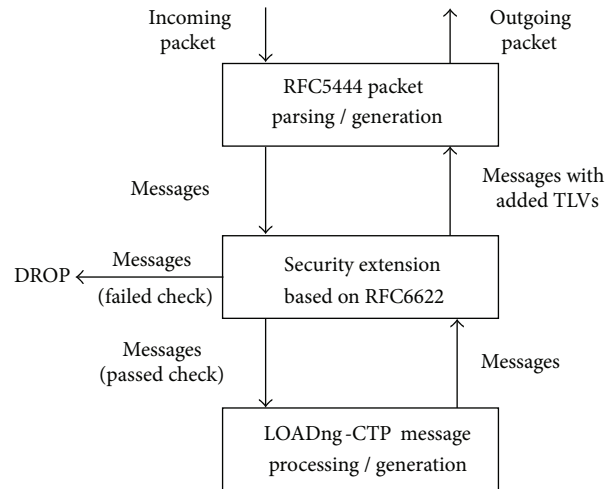 Incoming
packet
Outgoing
packet
RFC5444 packet
parsing / generation
Messages
Messages with
added TLVs
DROP
Messages
(failed check)
Security extension
based on RFC6622
Messages
(passed check)
Messages
LOADng-CTP message
processing / generation